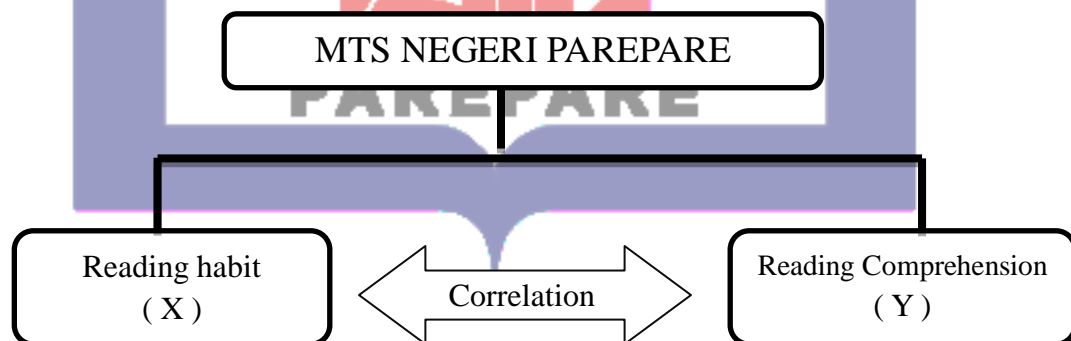 MTS NEGERI PAREPARE
PAREPARE
Reading habit
( X )
Correlation
Reading Comprehension
( Y )